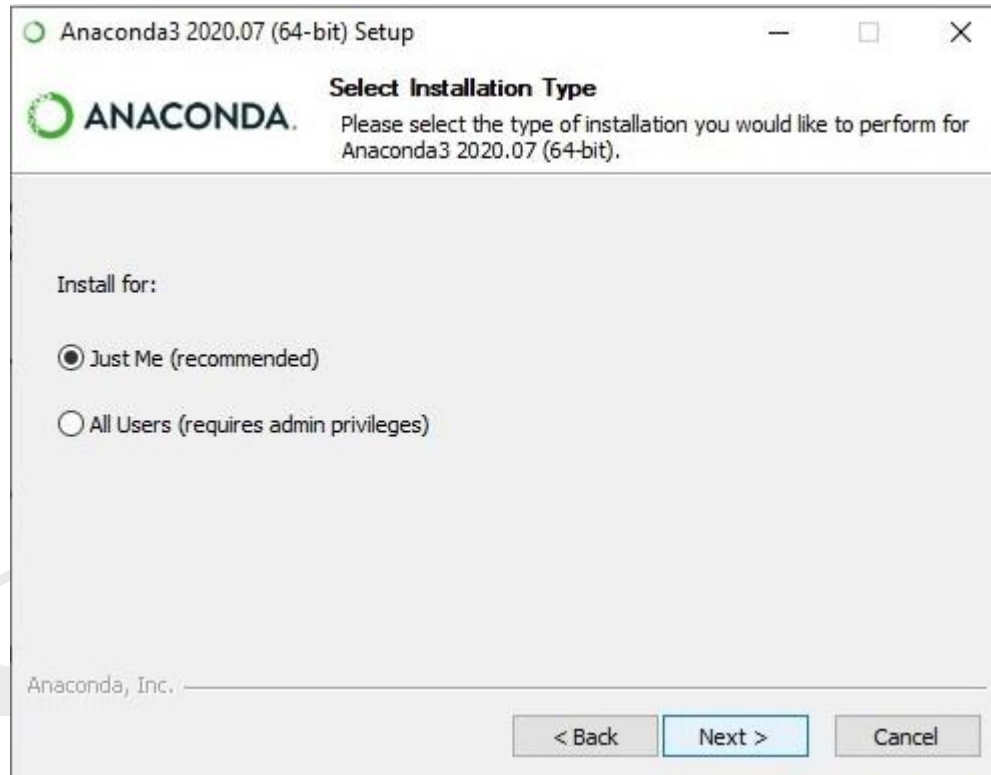 Anaconda3 2020.07 (64-bit) Setup
ANACONDA.
Select Installation Type
Please select the type of installation you would like to perform for
Anaconda3 2020.07 (64-bit).
Install for:
Just Me (recommended)
All Users (requires admin privileges)
Anaconda, Inc.
< Back Next > Cancel